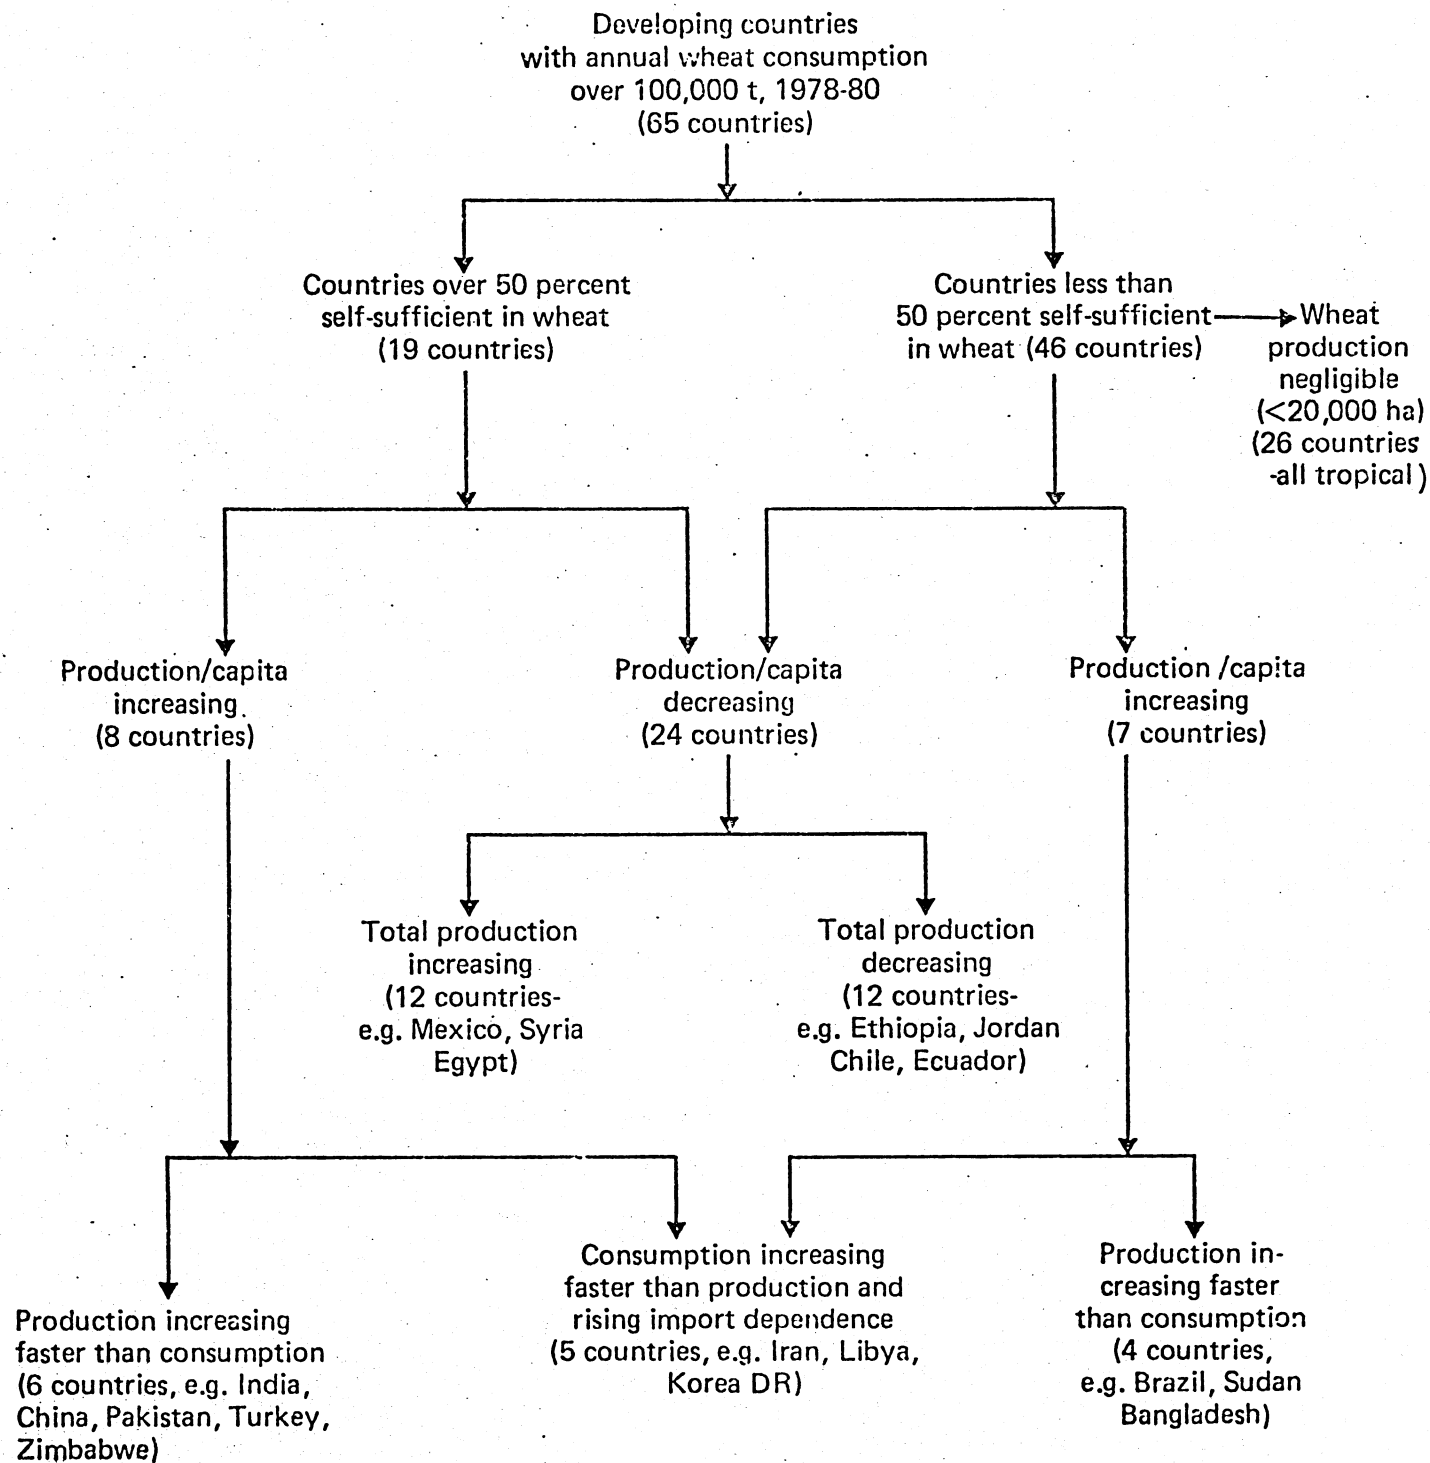 Developing countries
with annual wheat consumption
over 100,000 t, 1978-80
(65 countries)
Countries over 50 percent
self-sufficient in wheat
(19 countries)
Countries less than
50 percent self-sufficient
in wheat (46 countries)
Wheat
production
negligible
(<20,000 ha)
(26 countries
-all tropical)
Production/capita
increasing.
(8 countries)
Production/capita
decreasing
(24 countries)
Production /capita
increasing
(7 countries)
Total production
increasing
(12 countries-
e.g. Mexico, Syria
Egypt)
Total production
decreasing
(12 countries-
e.g. Ethiopia, Jordan
Chile, Ecuador)
Production increasing
faster than consumption
(6 countries, e.g. India,
China, Pakistan, Turkey,
Zimbabwe)
Consumption increasing
faster than production and
rising import dependence
(5 countries, e.g. Iran, Libya,
Korea DR)
Production in-
creasing faster
than consumption
(4 countries,
e.g. Brazil, Sudan
Bangladesh)